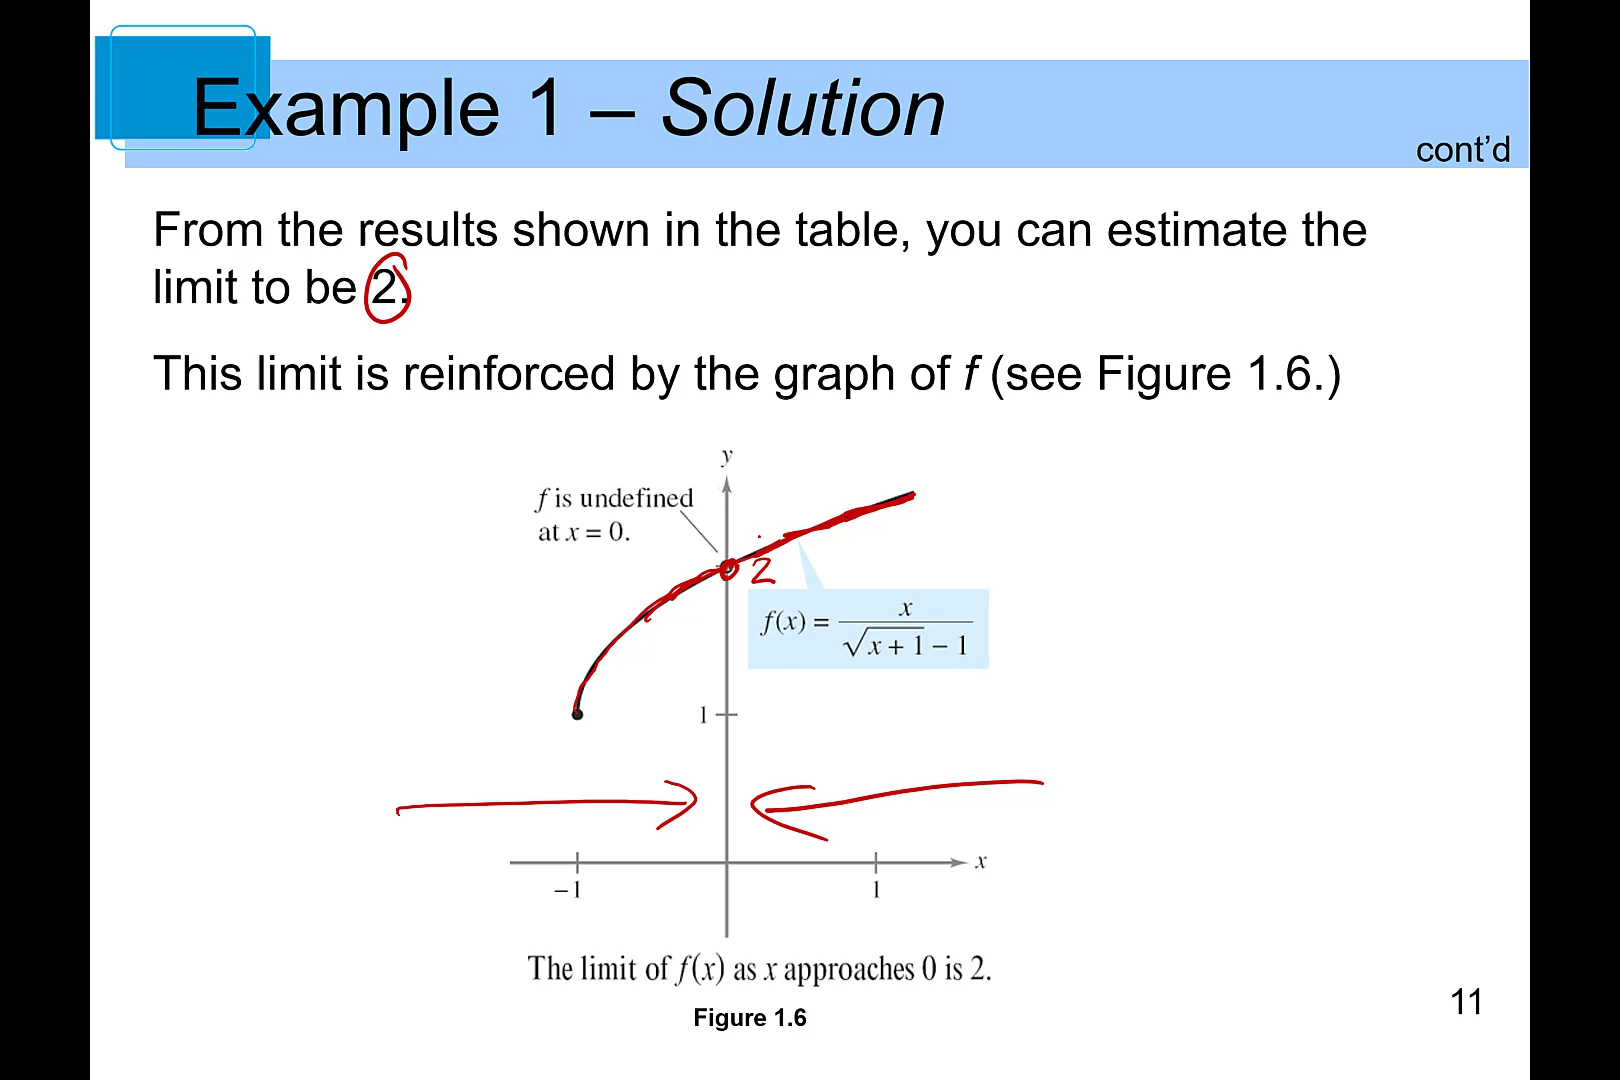 Example 1 – Solution
cont’d
From the results shown in the table, you can estimate the
limit to be 2.
This limit is reinforced by the graph of f (see Figure 1.6.)
y
f is undefined
at x = 0.
2
f(x) = x / (√(x + 1) − 1)
1
x
−1
1
The limit of f(x) as x approaches 0 is 2.
Figure 1.6
11